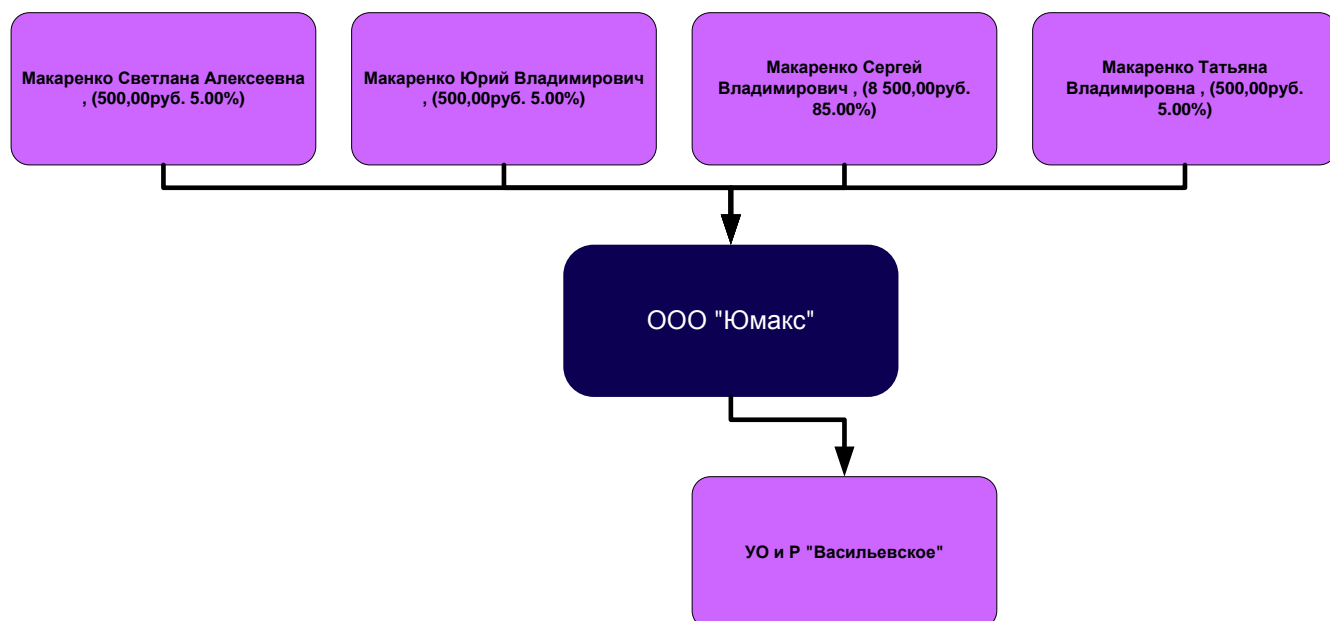 Макаренко Светлана Алексеевна
, (500,00руб. 5.00%)
Макаренко Юрий Владимирович
, (500,00руб. 5.00%)
Макаренко Сергей
Владимирович , (8 500,00руб.
85.00%)
Макаренко Татьяна
Владимировна , (500,00руб.
5.00%)
ООО "Юмакс"
УО и Р "Васильевское"